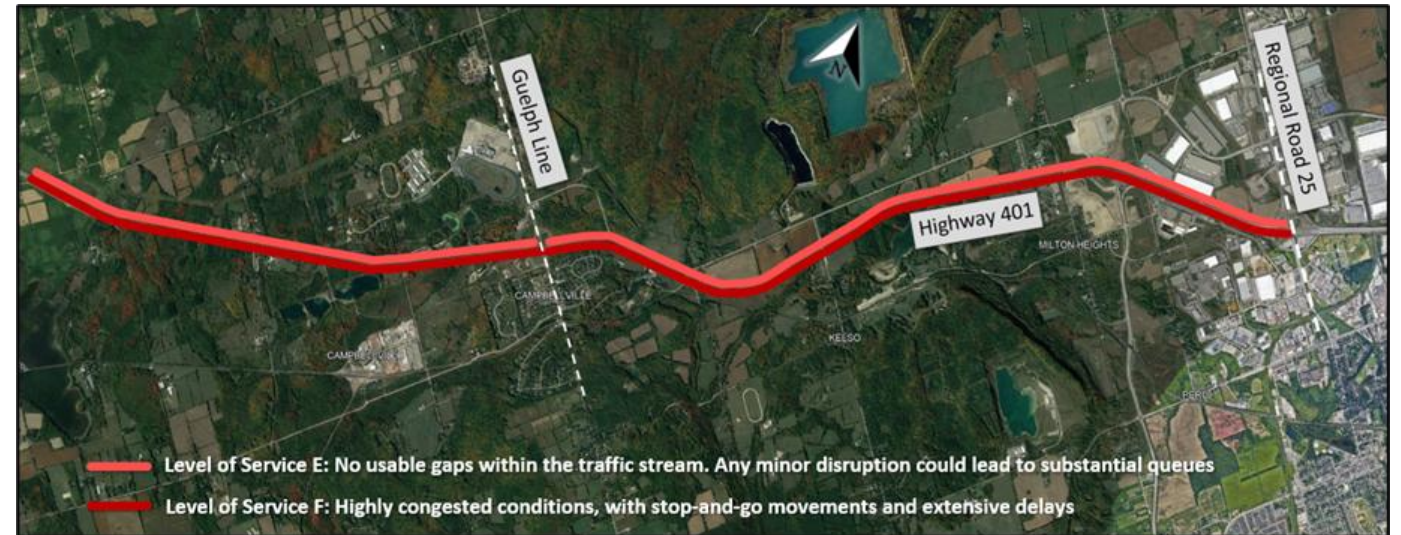 N
Guelph Line
Regional Road 25
Highway 401
MILTON HEIGHTS
CAMPBELLVILLE
KELSO
PERU
Level of Service E: No usable gaps within the traffic stream. Any minor disruption could lead to substantial queues
Level of Service F: Highly congested conditions, with stop-and-go movements and extensive delays